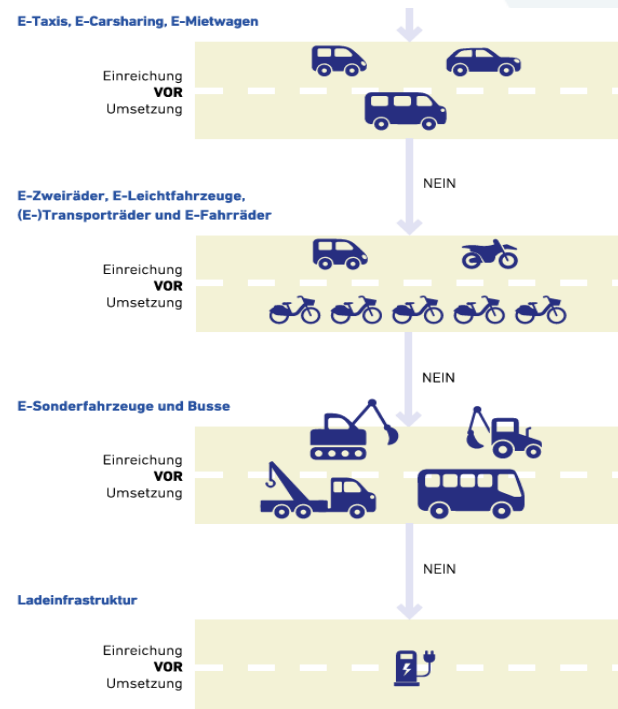 E-Taxis, E-Carsharing, E-Mietwagen
Einreichung
VOR
Umsetzung
NEIN
E-Zweiräder, E-Leichtfahrzeuge,
(E-)Transporträder und E-Fahrräder
Einreichung
VOR
Umsetzung
NEIN
E-Sonderfahrzeuge und Busse
Einreichung
VOR
Umsetzung
NEIN
Ladeinfrastruktur
Einreichung
VOR
Umsetzung